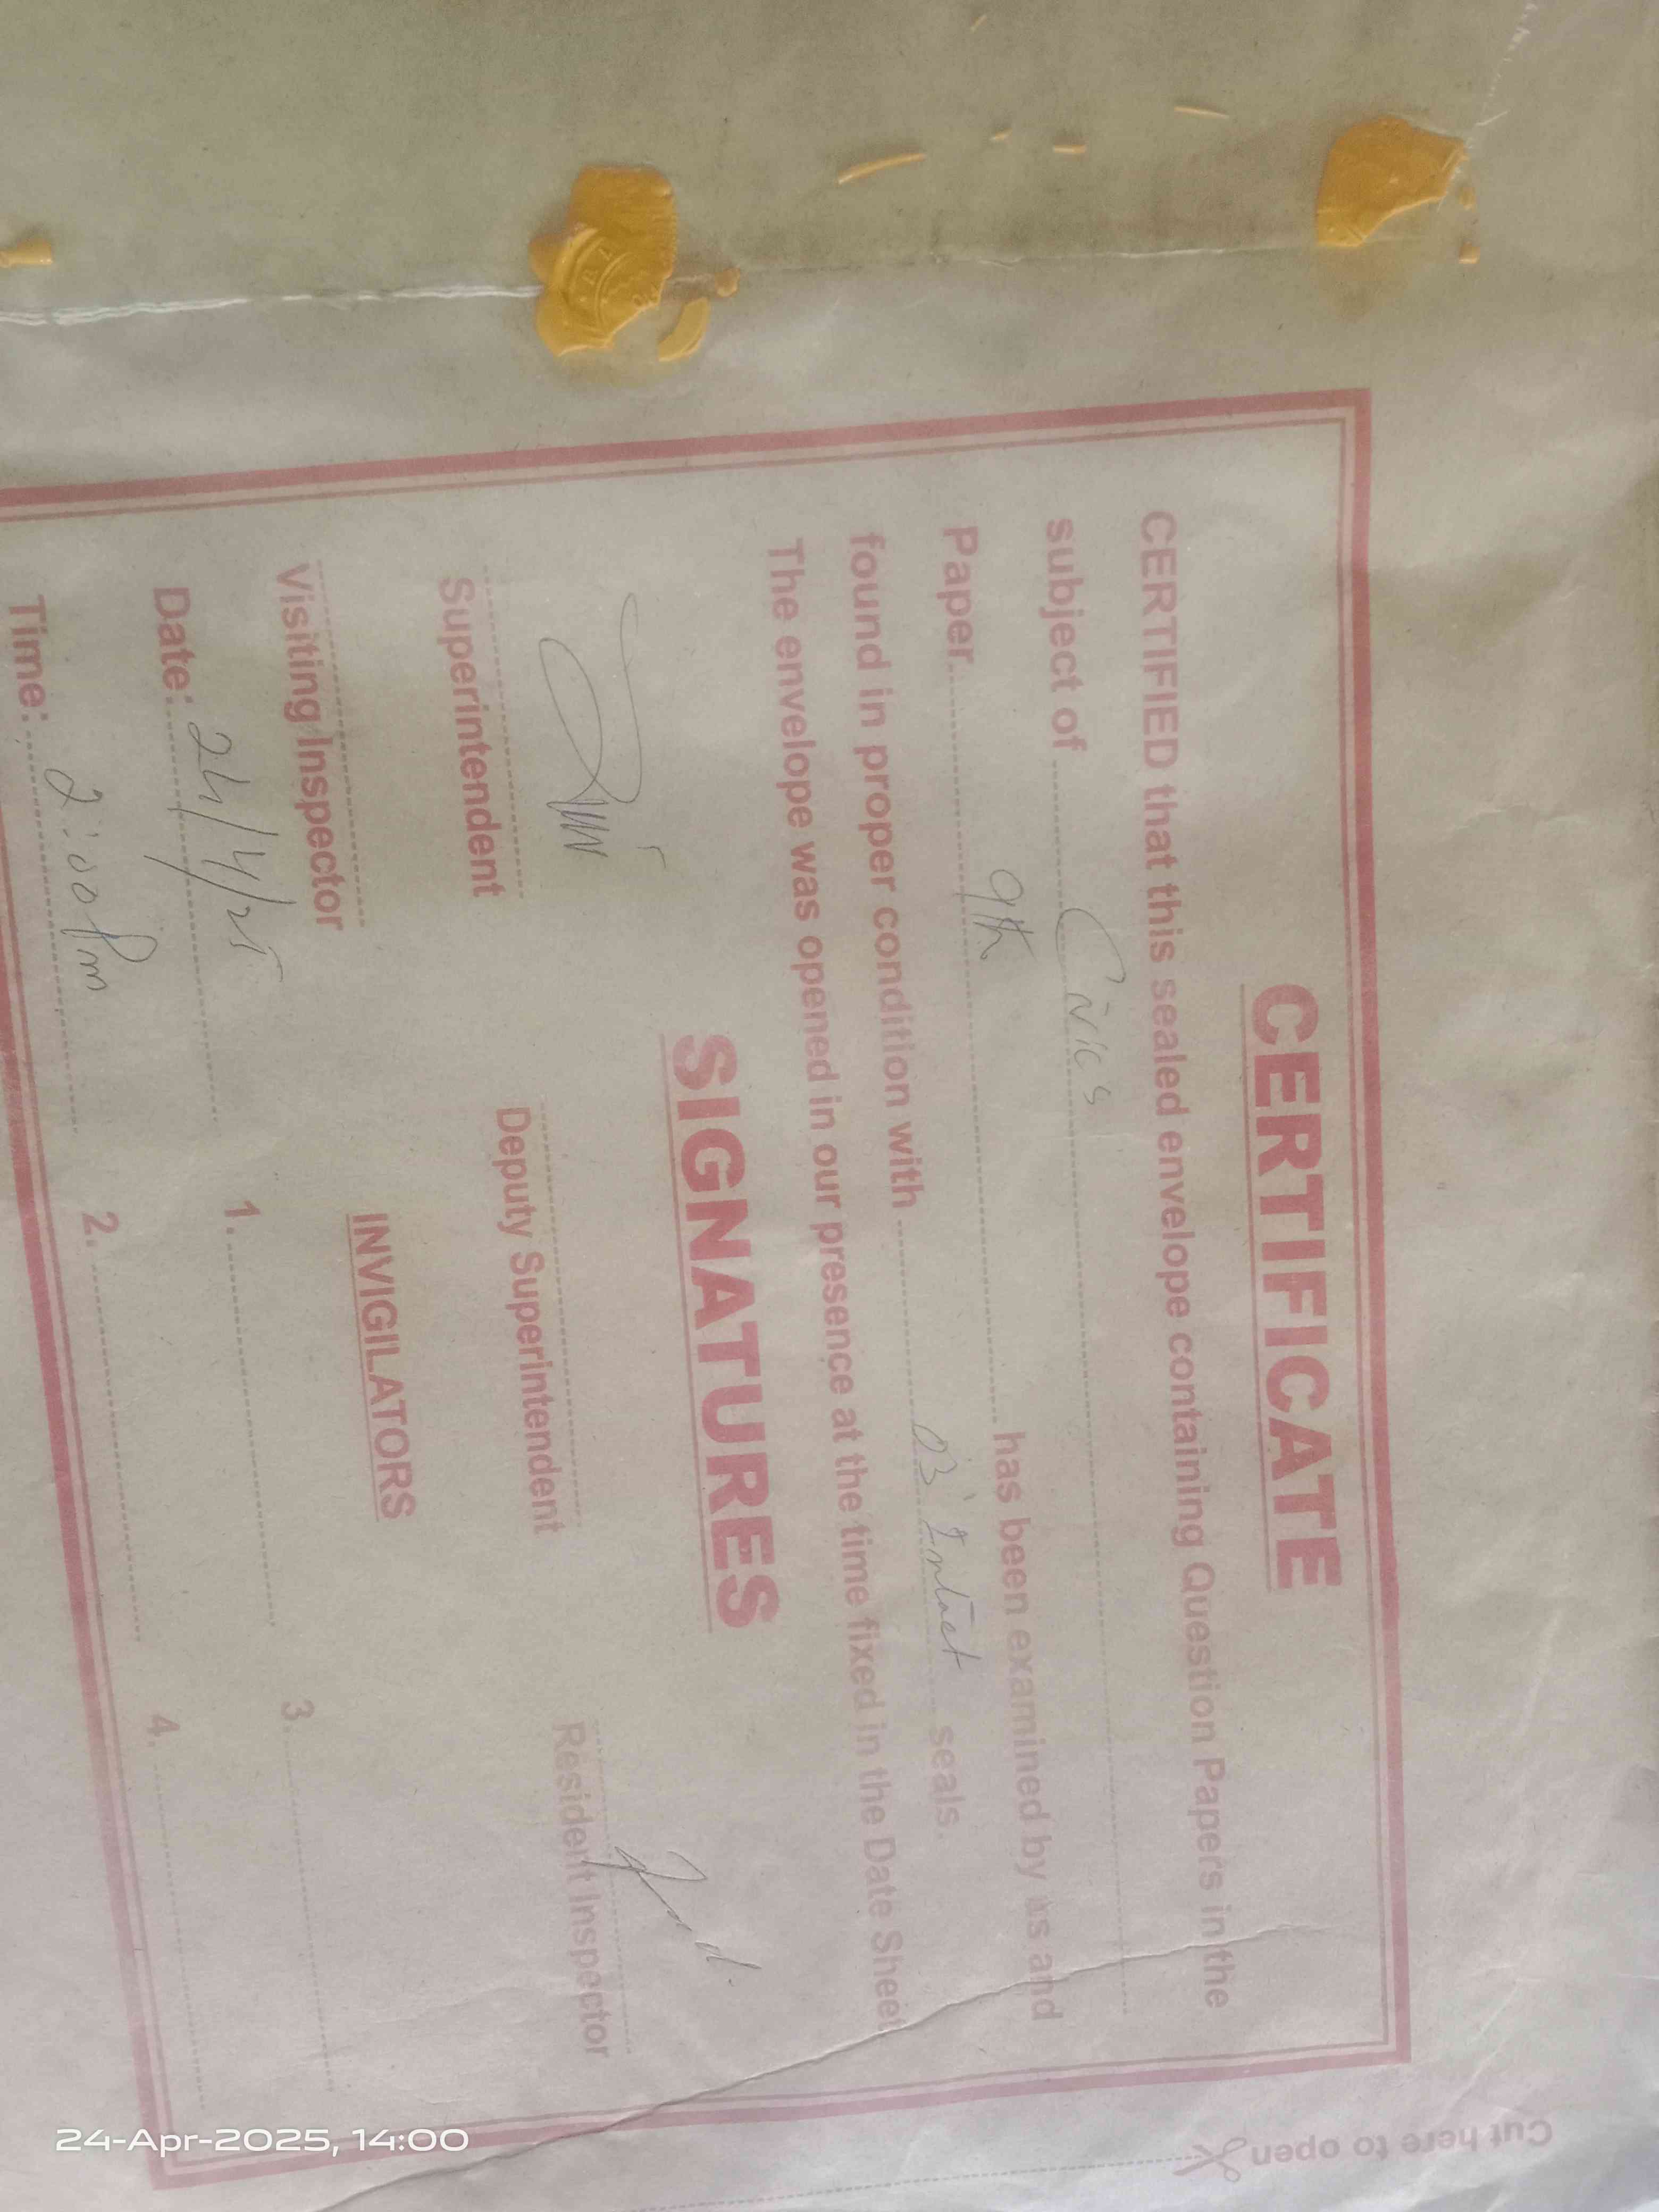 CERTIFICATE
CERTIFIED that this sealed envelope containing Question Papers in the
subject of Civics
Paper 9th has been examined by us and
found in proper condition with 03 Intact seals.
The envelope was opened in our presence at the time fixed in the Date Sheet
SIGNATURES
Superintendent
Deputy Superintendent
Resident Inspector
Visiting Inspector
INVIGILATORS
Date: 24/4/25
1.
3.
Time: 2:00 Pm
2.
4.
Cut here to open
24-Apr-2025, 14:00